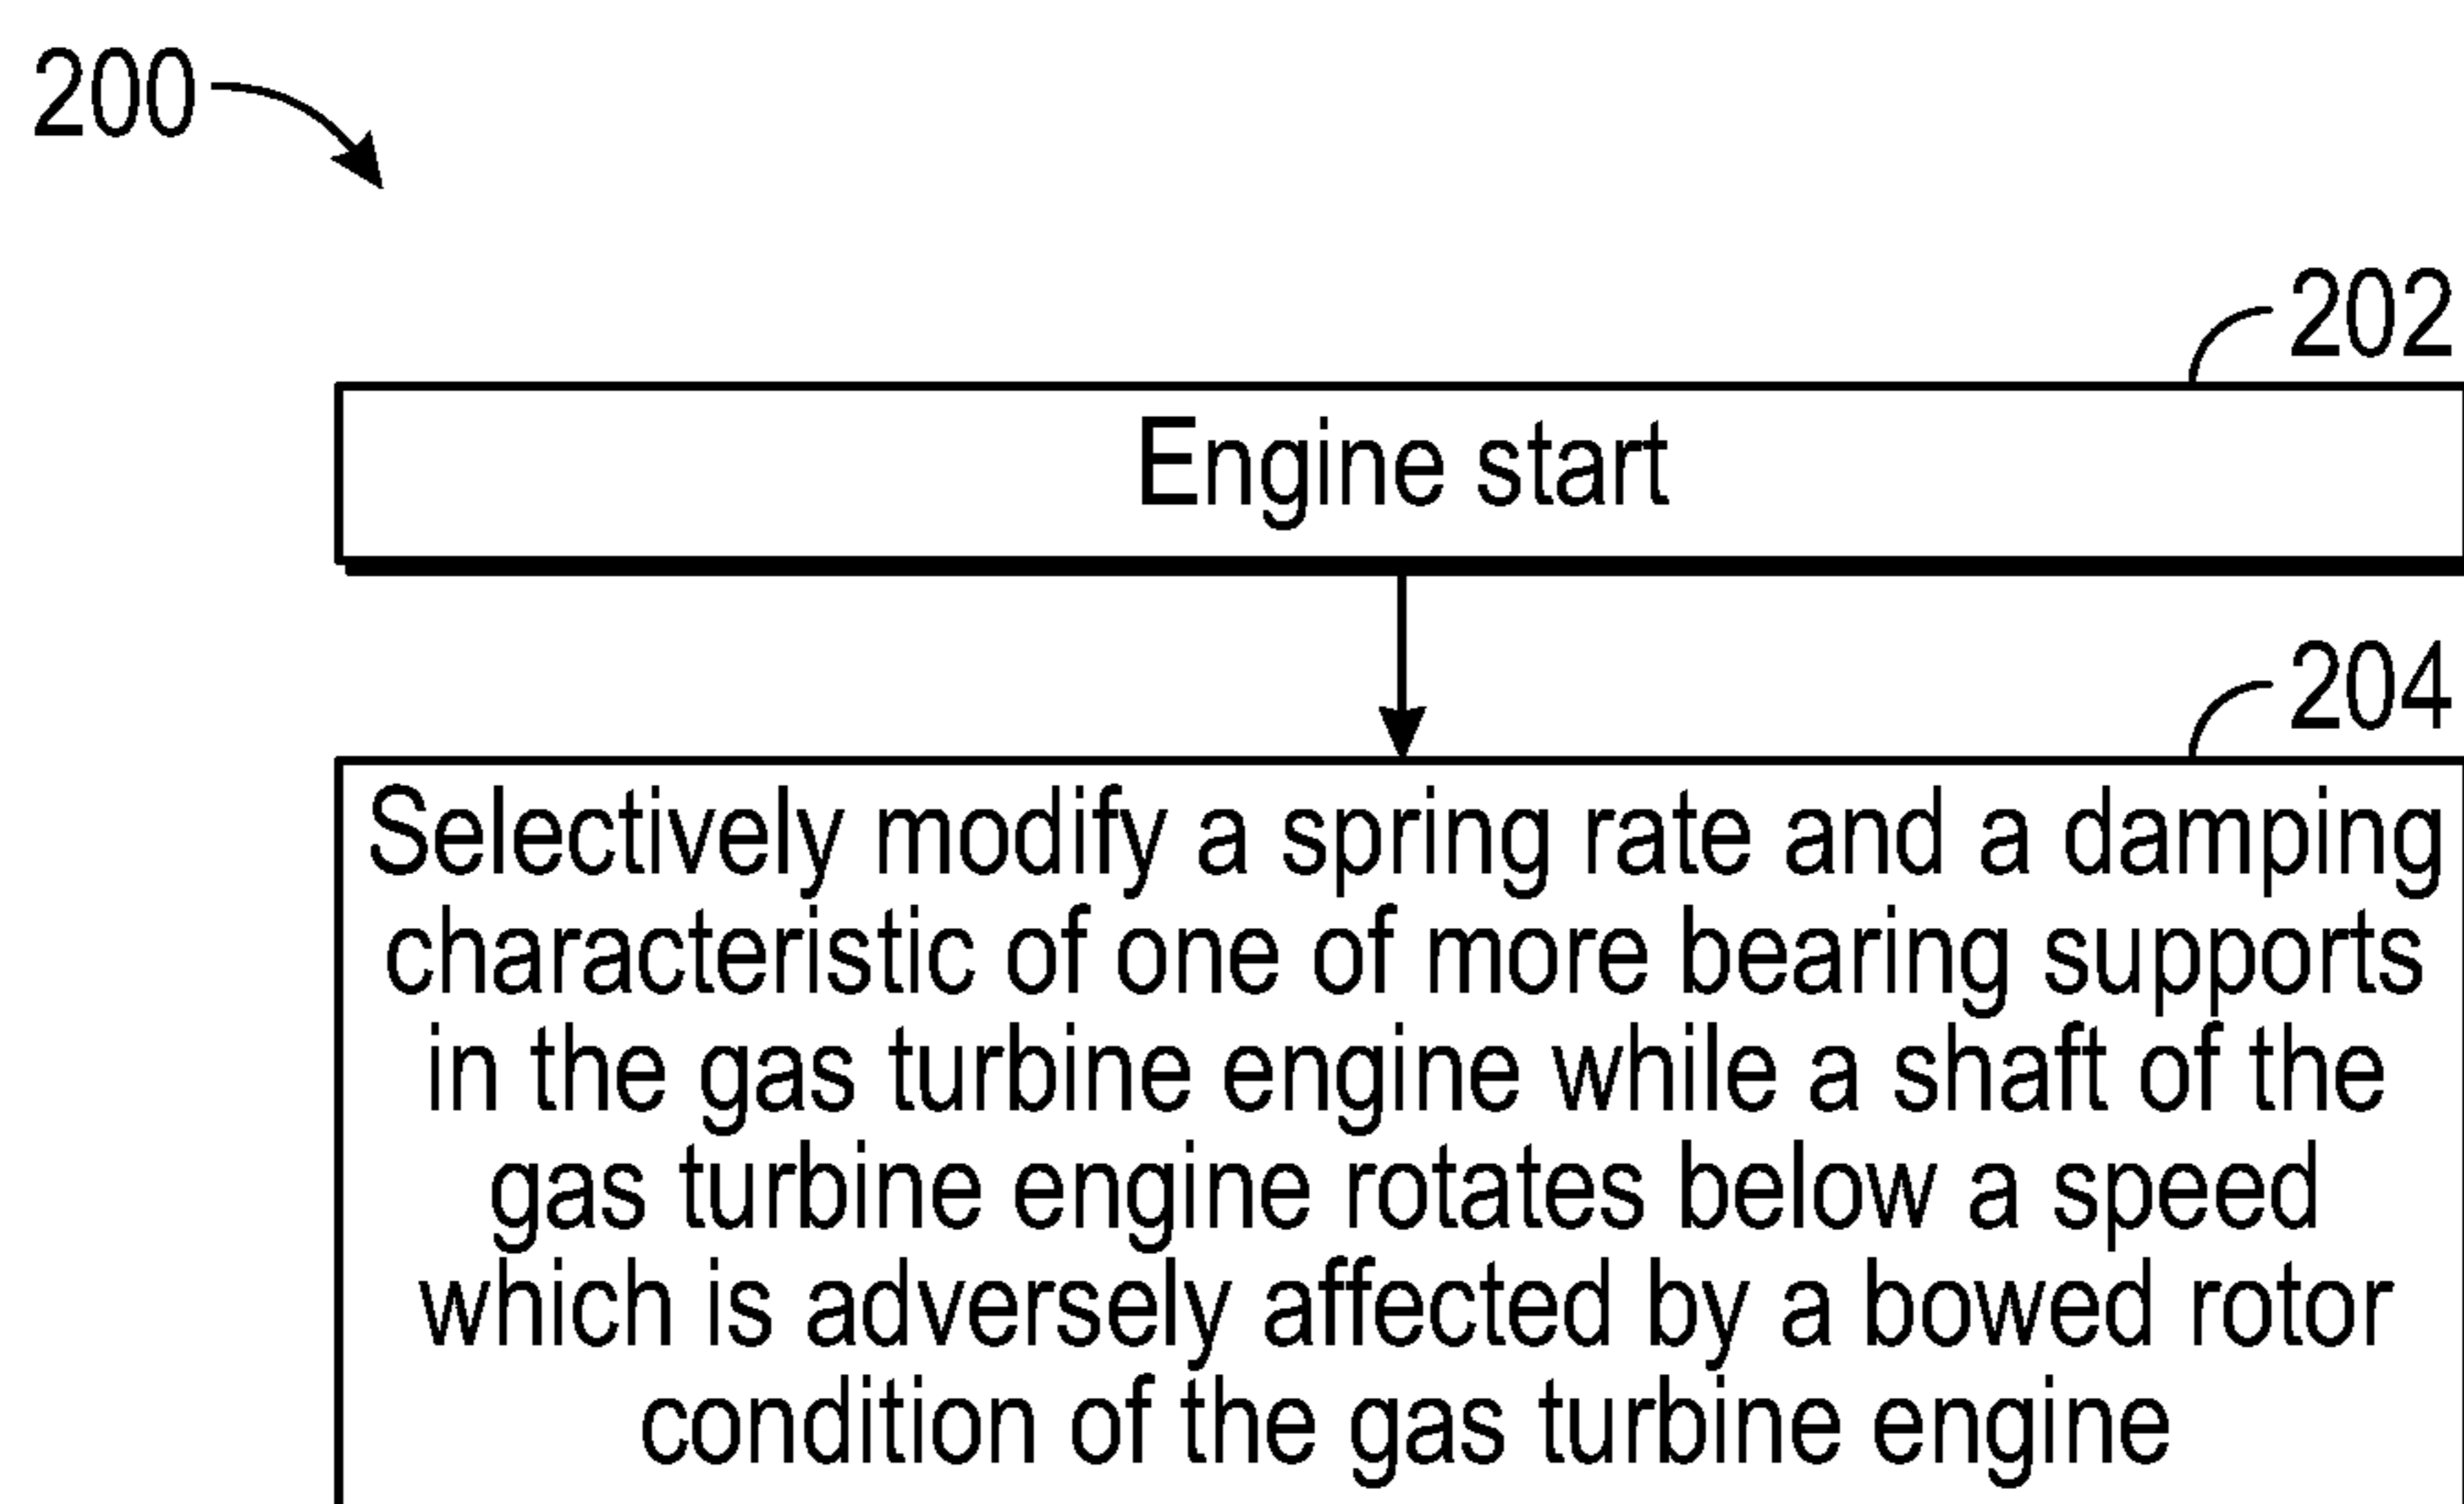 200
202
Engine start
204
Selectively modify a spring rate and a damping
characteristic of one of more bearing supports
in the gas turbine engine while a shaft of the
gas turbine engine rotates below a speed
which is adversely affected by a bowed rotor
condition of the gas turbine engine